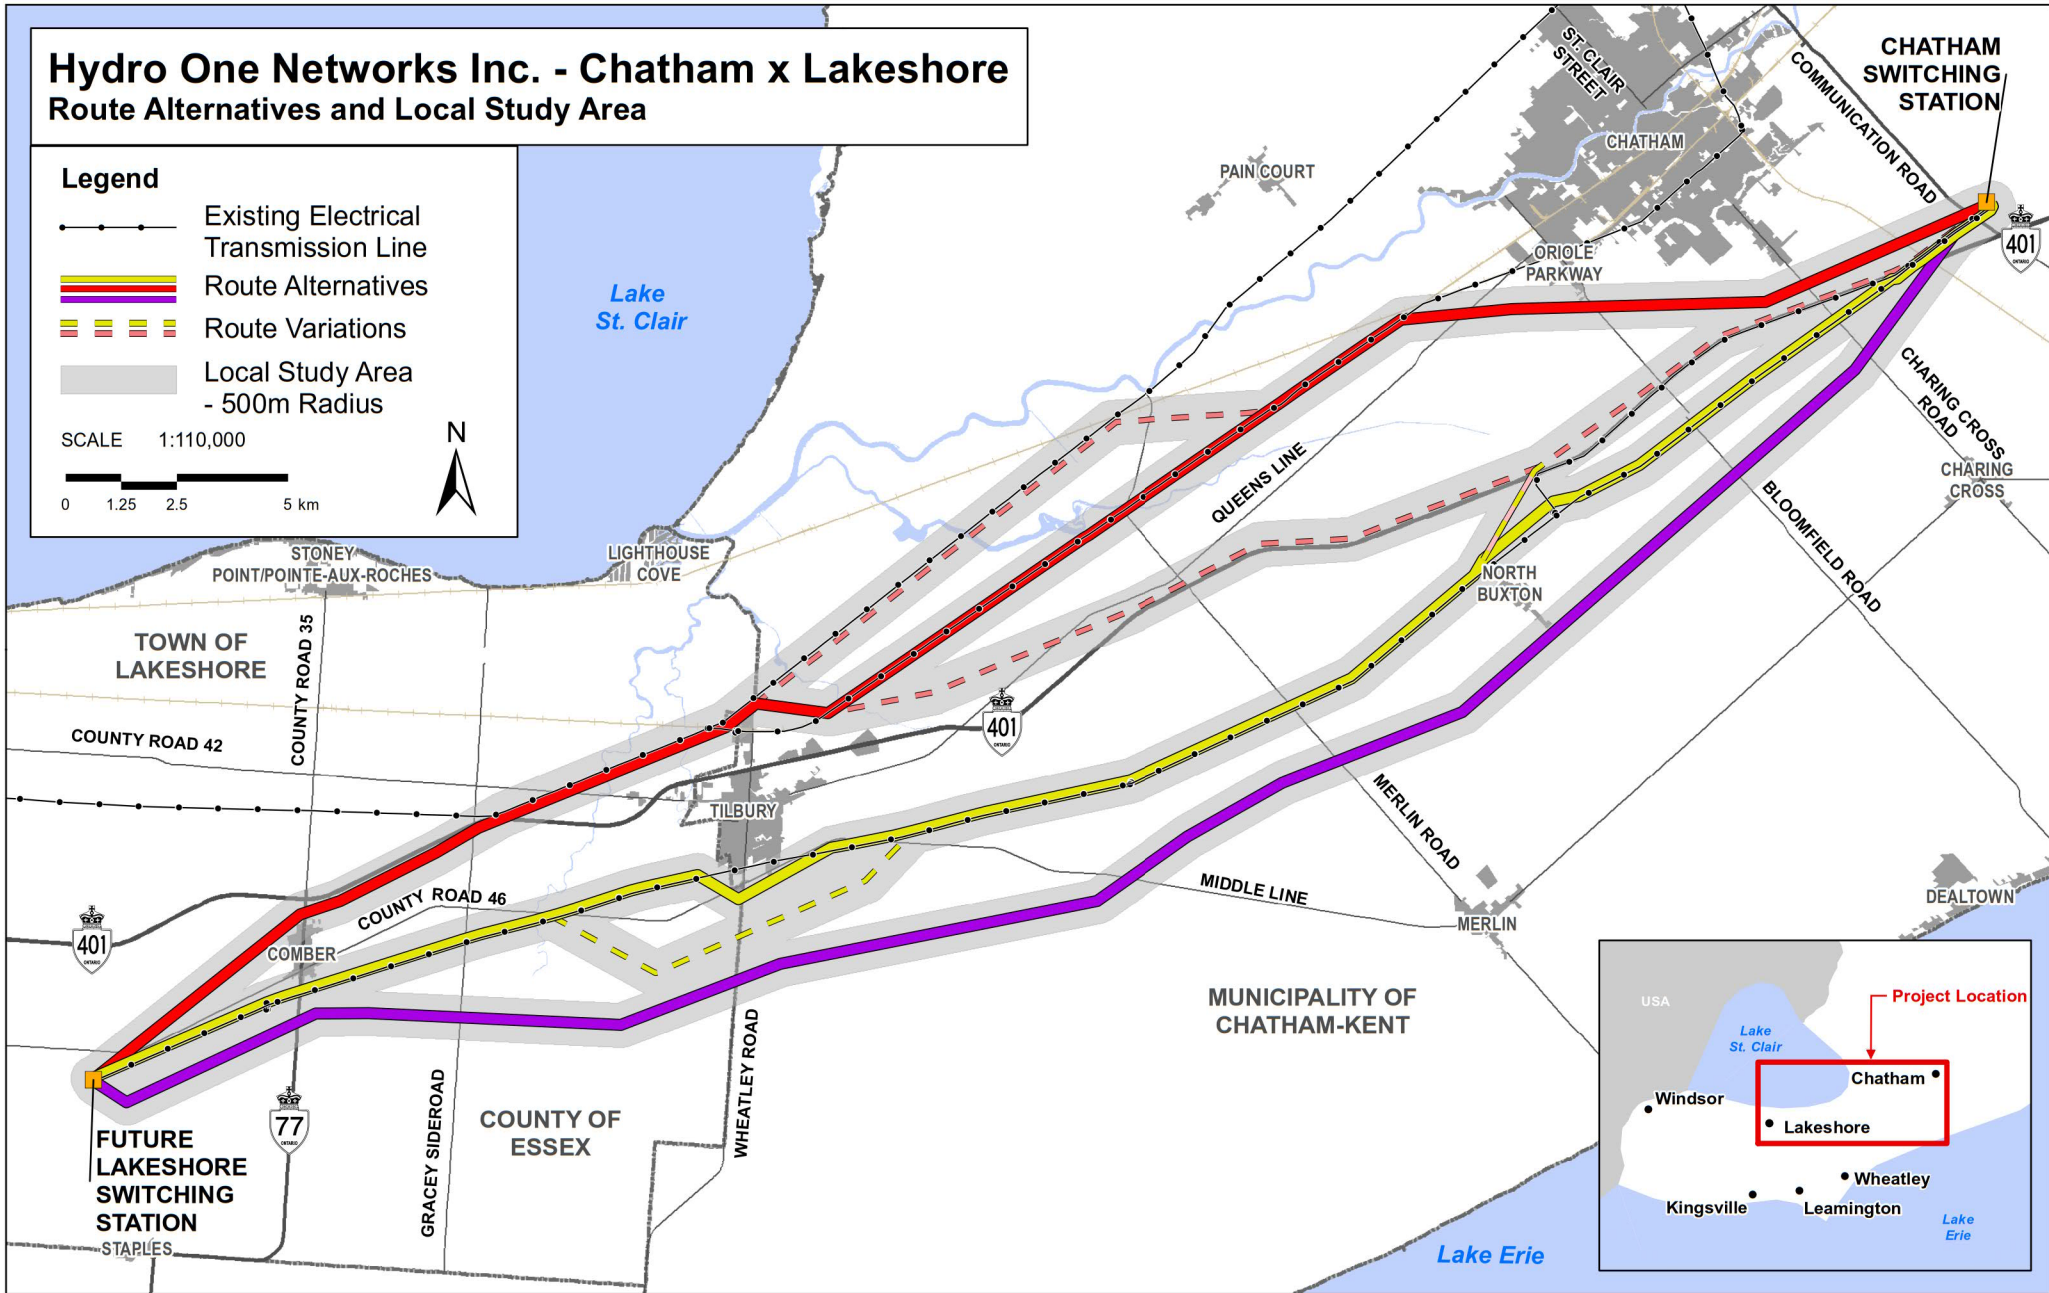 Hydro One Networks Inc. - Chatham x Lakeshore
Route Alternatives and Local Study Area
Legend
Existing Electrical
Transmission Line
Route Alternatives
Route Variations
Local Study Area
- 500m Radius
SCALE 1:110,000
0 1.25 2.5 5 km
N
Lake
St. Clair
PAIN COURT
ST. CLAIR
STREET
CHATHAM
COMMUNICATION ROAD
CHATHAM
SWITCHING
STATION
401
ONTARIO
ORIOLE
PARKWAY
CHARING CROSS
ROAD
CHARING
CROSS
QUEENS LINE
BLOOMFIELD ROAD
STONEY
POINT/POINTE-AUX-ROCHES
LIGHTHOUSE
COVE
NORTH
BUXTON
TOWN OF
LAKESHORE
COUNTY ROAD 35
COUNTY ROAD 42
401
ONTARIO
TILBURY
MERLIN ROAD
COUNTY ROAD 46
MIDDLE LINE
MERLIN
DEALTOWN
401
ONTARIO
COMBER
MUNICIPALITY OF
CHATHAM-KENT
WHEATLEY ROAD
GRACEY SIDEROAD
COUNTY OF
ESSEX
77
ONTARIO
FUTURE
LAKESHORE
SWITCHING
STATION
STAPLES
Lake Erie
USA
Project Location
Lake
St. Clair
Chatham
Windsor
Lakeshore
Wheatley
Kingsville
Leamington
Lake
Erie